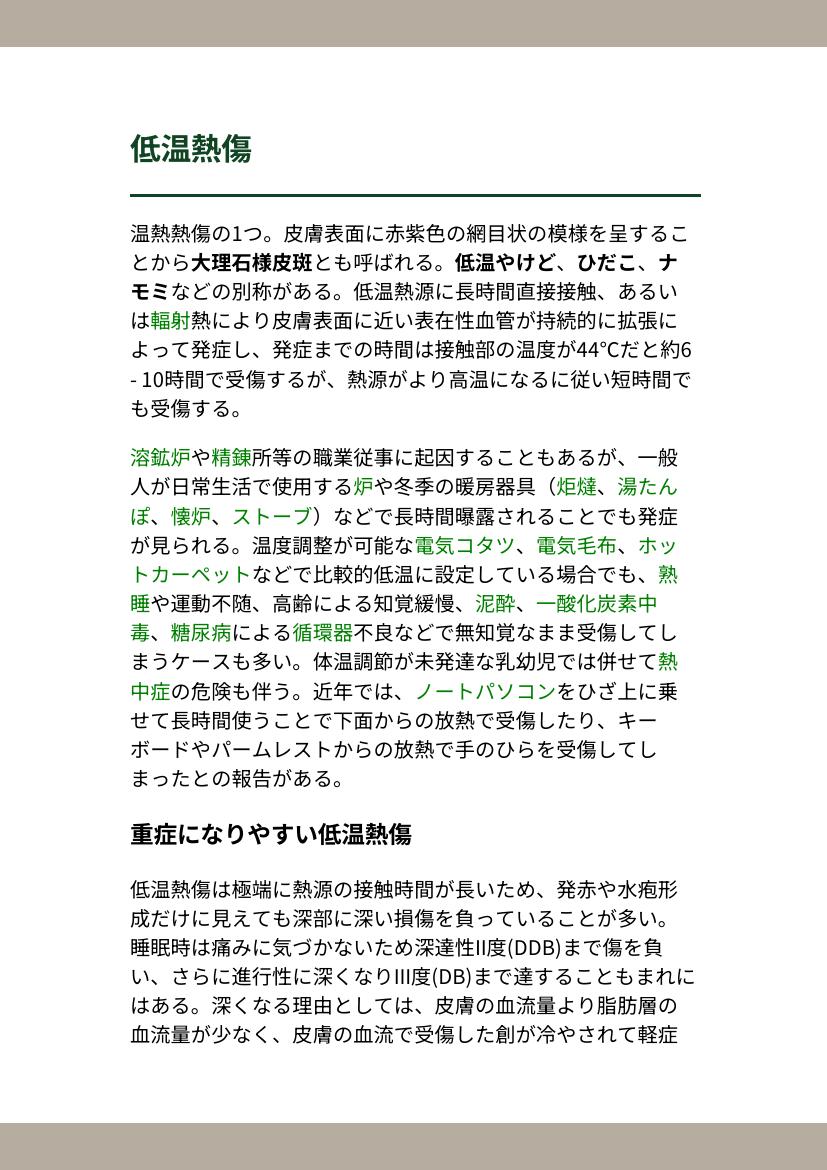 低温熱傷
温熱熱傷の1つ。皮膚表面に赤紫色の網目状の模様を呈するこ
とから大理石様皮斑とも呼ばれる。低温やけど、ひだこ、ナ
モミなどの別称がある。低温熱源に長時間直接接触、あるい
は輻射熱により皮膚表面に近い表在性血管が持続的に拡張に
よって発症し、発症までの時間は接触部の温度が44℃だと約6
- 10時間で受傷するが、熱源がより高温になるに従い短時間で
も受傷する。
溶鉱炉や精錬所等の職業従事に起因することもあるが、一般
人が日常生活で使用する炉や冬季の暖房器具（炬燵、湯たん
ぽ、懐炉、ストーブ）などで長時間曝露されることでも発症
が見られる。温度調整が可能な電気コタツ、電気毛布、ホッ
トカーペットなどで比較的低温に設定している場合でも、熟
睡や運動不随、高齢による知覚緩慢、泥酔、一酸化炭素中
毒、糖尿病による循環器不良などで無知覚なまま受傷してし
まうケースも多い。体温調節が未発達な乳幼児では併せて熱
中症の危険も伴う。近年では、ノートパソコンをひざ上に乗
せて長時間使うことで下面からの放熱で受傷したり、キー
ボードやパームレストからの放熱で手のひらを受傷してし
まったとの報告がある。
重症になりやすい低温熱傷
低温熱傷は極端に熱源の接触時間が長いため、発赤や水疱形
成だけに見えても深部に深い損傷を負っていることが多い。
睡眠時は痛みに気づかないため深達性II度(DDB)まで傷を負
い、さらに進行性に深くなりIII度(DB)まで達することもまれに
はある。深くなる理由としては、皮膚の血流量より脂肪層の
血流量が少なく、皮膚の血流で受傷した創が冷やされて軽症